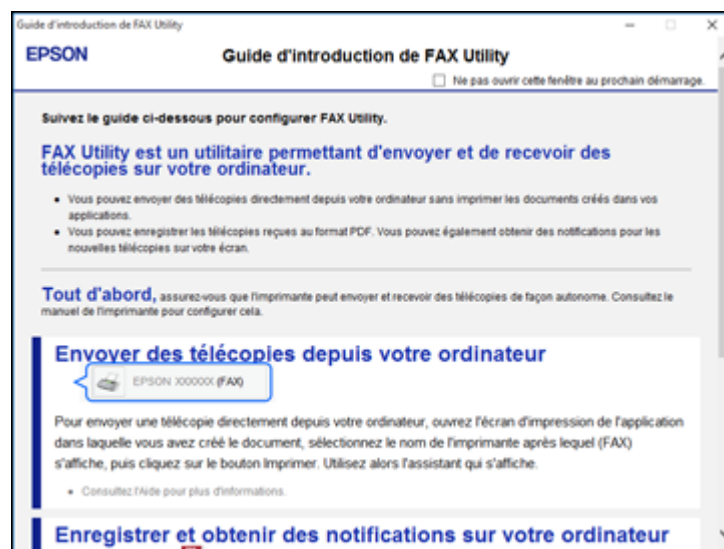 Guide d'introduction de FAX Utility
EPSON
Guide d'introduction de FAX Utility
Ne pas ouvrir cette fenêtre au prochain démarrage.
Suivez le guide ci-dessous pour configurer FAX Utility.
FAX Utility est un utilitaire permettant d'envoyer et de recevoir des
télécopies sur votre ordinateur.
• Vous pouvez envoyer des télécopies directement depuis votre ordinateur sans imprimer les documents créés dans vos
applications.
• Vous pouvez enregistrer les télécopies reçues au format PDF. Vous pouvez également obtenir des notifications pour les
nouvelles télécopies sur votre écran.
Tout d'abord, assurez-vous que l'imprimante peut envoyer et recevoir des télécopies de façon autonome. Consultez le
manuel de l'imprimante pour configurer cela.
Envoyer des télécopies depuis votre ordinateur
EPSON XXXXXX (FAX)
Pour envoyer une télécopie directement depuis votre ordinateur, ouvrez l'écran d'impression de l'application
dans laquelle vous avez créé le document, sélectionnez le nom de l'imprimante après lequel (FAX)
s'affiche, puis cliquez sur le bouton Imprimer. Utilisez alors l'assistant qui s'affiche.
• Consultez l'Aide pour plus d'informations.
Enregistrer et obtenir des notifications sur votre ordinateur